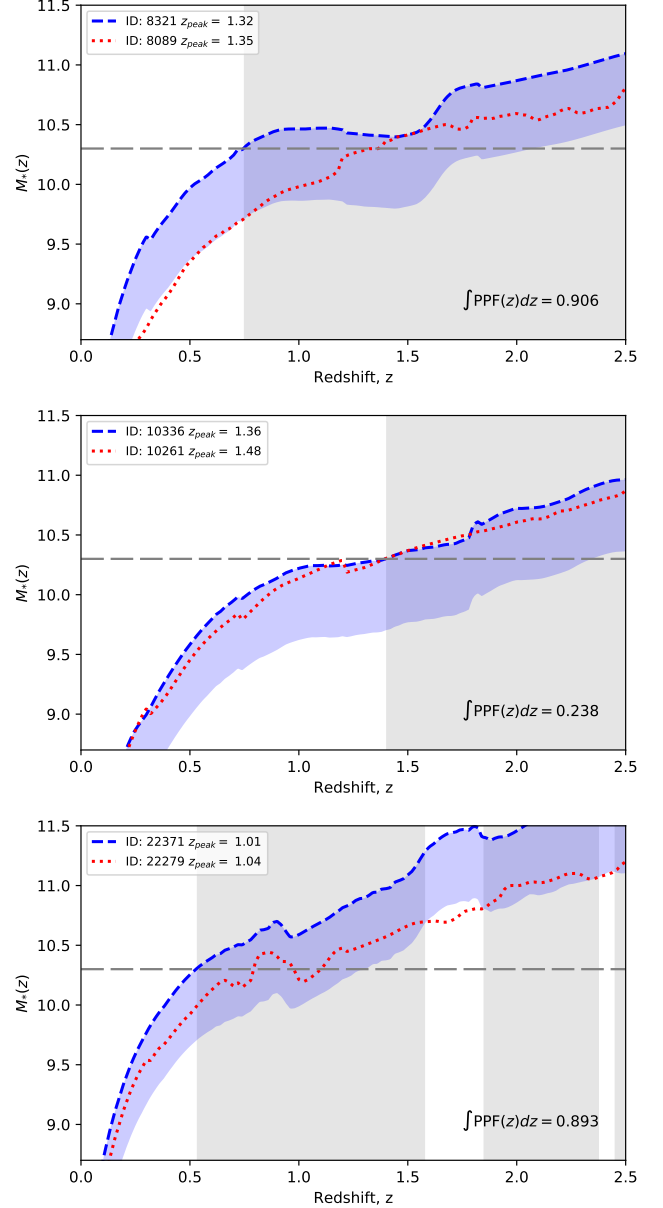 11.5
11.0
10.5
10.0
9.5
9.0
M*(z)
ID: 8321 z_peak = 1.32
ID: 8089 z_peak = 1.35
∫PPF(z)dz = 0.906
0.0 0.5 1.0 1.5 2.0 2.5
Redshift, z
11.5
11.0
10.5
10.0
9.5
9.0
M*(z)
ID: 10336 z_peak = 1.36
ID: 10261 z_peak = 1.48
∫PPF(z)dz = 0.238
0.0 0.5 1.0 1.5 2.0 2.5
Redshift, z
11.5
11.0
10.5
10.0
9.5
9.0
M*(z)
ID: 22371 z_peak = 1.01
ID: 22279 z_peak = 1.04
∫PPF(z)dz = 0.893
0.0 0.5 1.0 1.5 2.0 2.5
Redshift, z